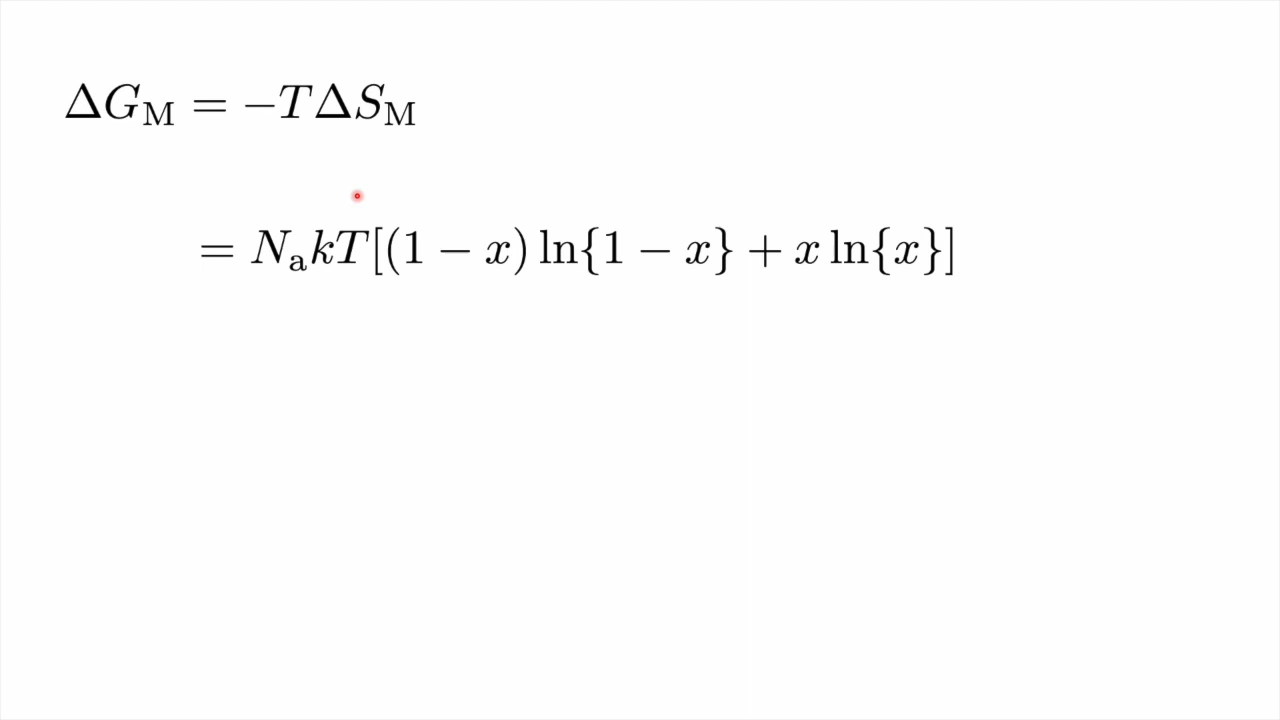 ΔG_M = −TΔS_M
= N_a kT[(1 − x) ln{1 − x} + x ln{x}]